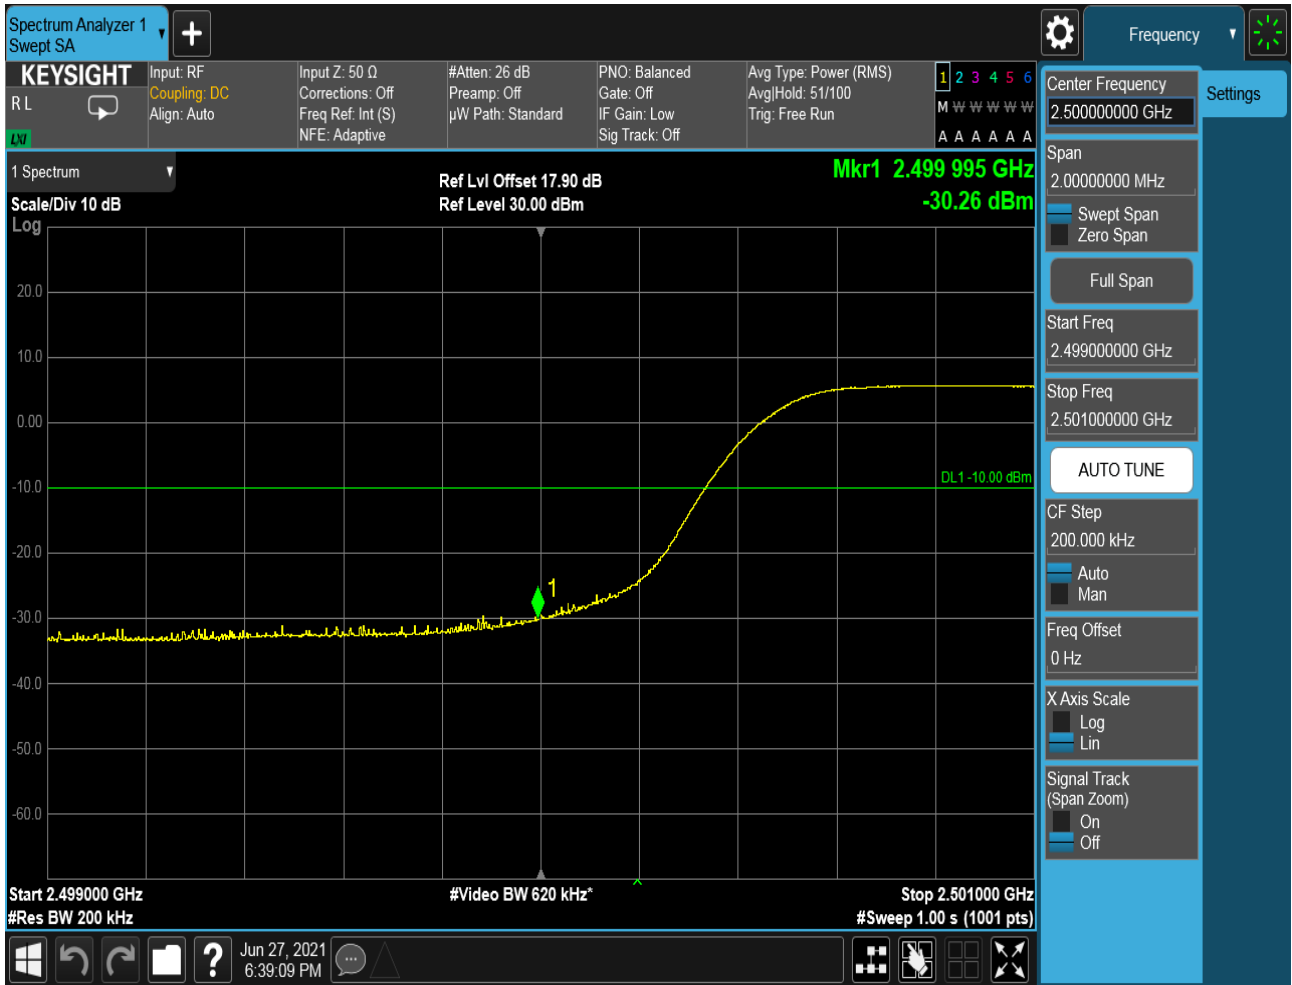 Spectrum Analyzer 1
Swept SA
Frequency
KEYSIGHT
R L
LXI
Input: RF
Coupling: DC
Align: Auto
Input Z: 50 Ω
Corrections: Off
Freq Ref: Int (S)
NFE: Adaptive
#Atten: 26 dB
Preamp: Off
µW Path: Standard
PNO: Balanced
Gate: Off
IF Gain: Low
Sig Track: Off
Avg Type: Power (RMS)
Avg|Hold: 51/100
Trig: Free Run
1 2 3 4 5 6
M W W W W W
A A A A A A
1 Spectrum
Scale/Div 10 dB
Log
Ref Lvl Offset 17.90 dB
Ref Level 30.00 dBm
Mkr1 2.499 995 GHz
-30.26 dBm
20.0
10.0
0.00
-10.0
-20.0
-30.0
-40.0
-50.0
-60.0
DL1 -10.00 dBm
1
Start 2.499000 GHz
#Res BW 200 kHz
#Video BW 620 kHz*
Stop 2.501000 GHz
#Sweep 1.00 s (1001 pts)
Jun 27, 2021
6:39:09 PM
Center Frequency
2.500000000 GHz
Span
2.00000000 MHz
Swept Span
Zero Span
Full Span
Start Freq
2.499000000 GHz
Stop Freq
2.501000000 GHz
AUTO TUNE
CF Step
200.000 kHz
Auto
Man
Freq Offset
0 Hz
X Axis Scale
Log
Lin
Signal Track
(Span Zoom)
On
Off
Settings